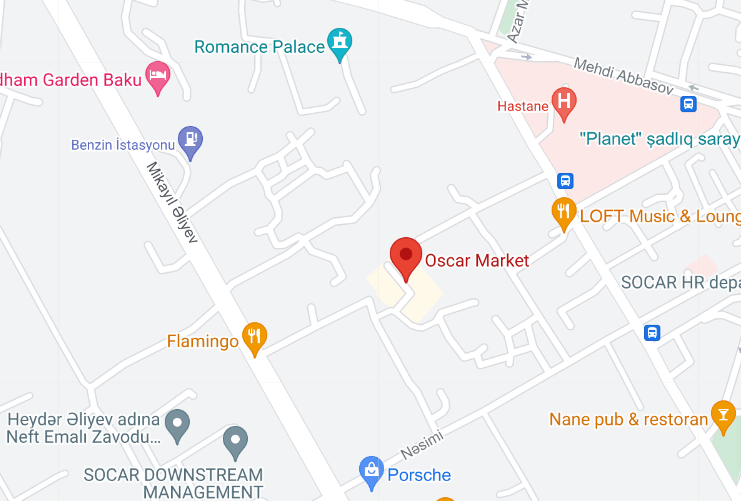 Azar M
Romance Palace
Mehdi Abbasov
dham Garden Baku
Hastane
H
"Planet" şadlıq saray
Benzin İstasyonu
Mikayıl Əliyev
LOFT Music & Loung
Oscar Market
SOCAR HR depa
Flamingo
Nane pub & restoran
Heydər Əliyev adına
Neft Emalı Zavodu...
Nəsimi
SOCAR DOWNSTREAM
MANAGEMENT
Porsche